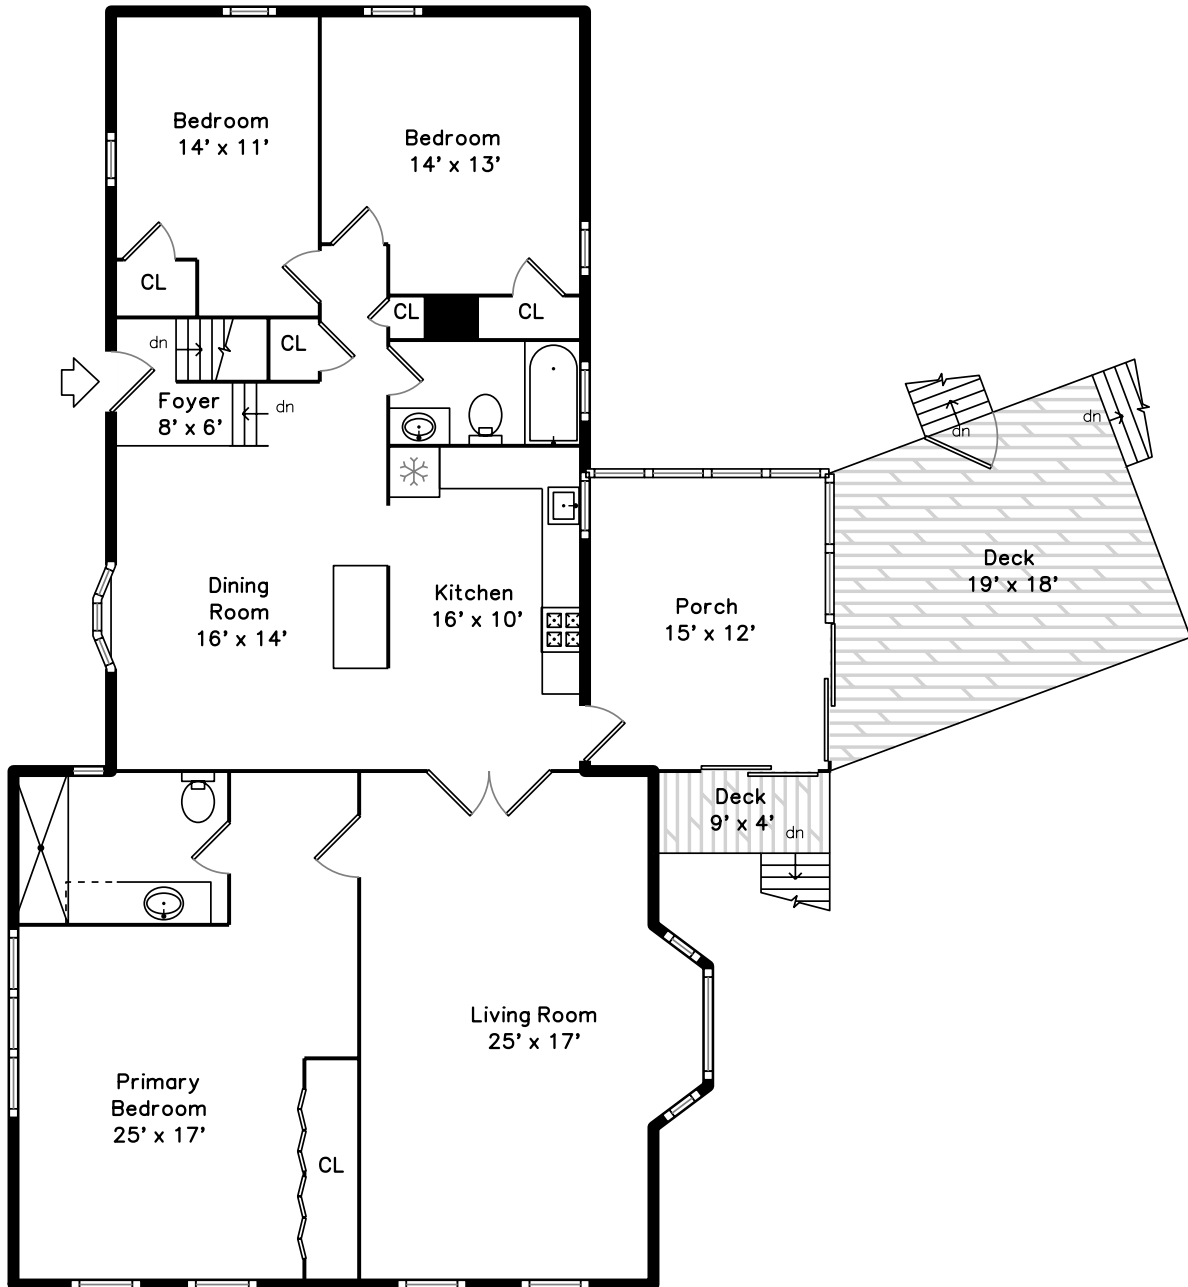 Bedroom
14' x 11'
Bedroom
14' x 13'
CL
CL
CL
CL
dn
Foyer
8' x 6'
dn
dn
dn
Deck
19' x 18'
Dining
Room
16' x 14'
Kitchen
16' x 10'
Porch
15' x 12'
Deck
9' x 4'
dn
Living Room
25' x 17'
Primary
Bedroom
25' x 17'
CL